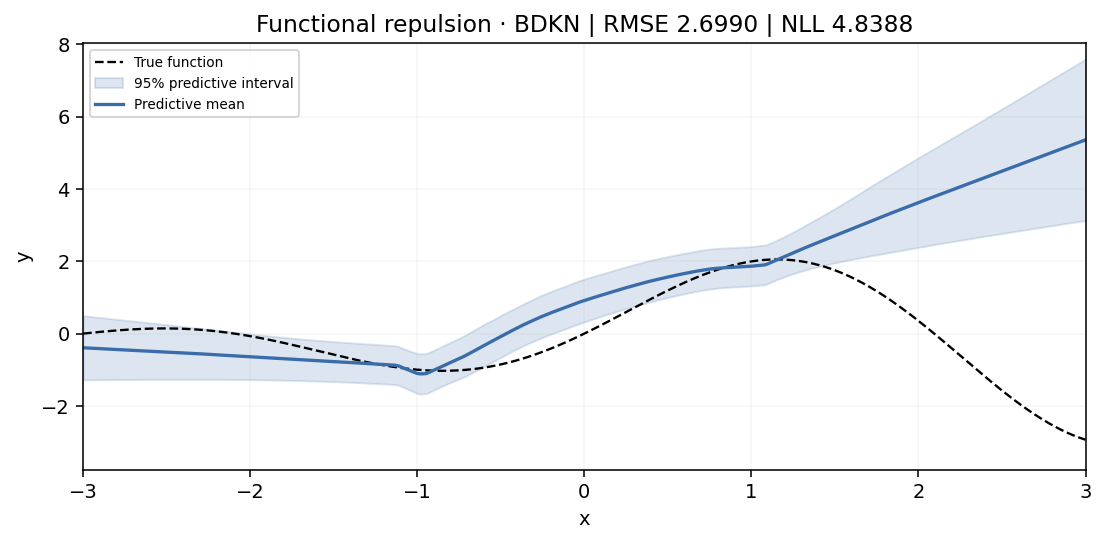 Functional repulsion · BDKN | RMSE 2.6990 | NLL 4.8388
True function
95% predictive interval
Predictive mean
8
6
4
2
0
−2
y
−3 −2 −1 0 1 2 3
x